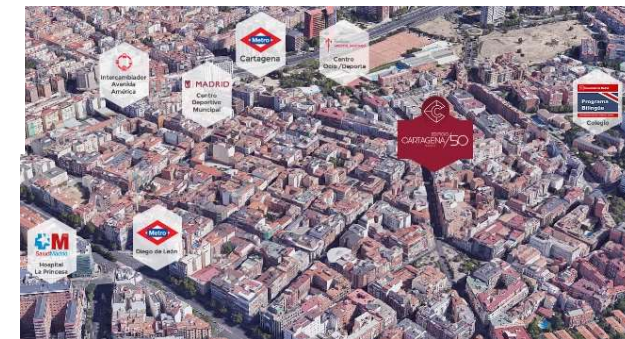 Metro
Cartagena
Centro
Ocio/Deporte
Intercambiador
Avenida
América
MADRID
Centro
Deportivo
Municipal
Programa
Bilingüe
Colegio
EDIFICIO
CARTAGENA/50
Metro
Diego de León
SaludMadrid
Hospital
La Princesa